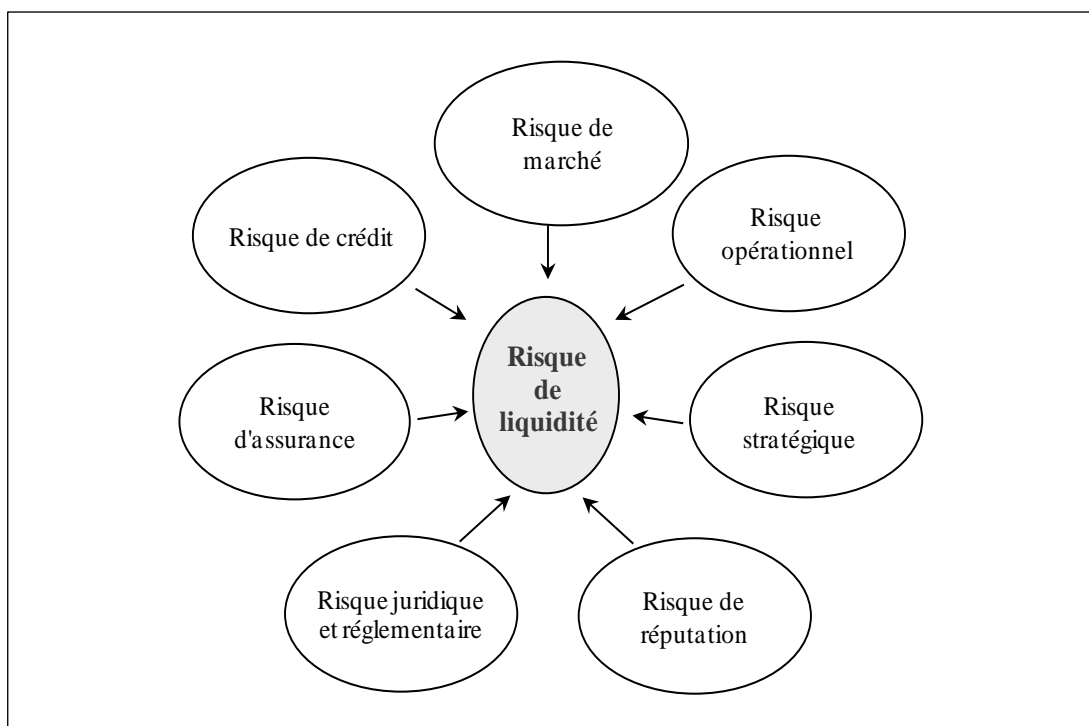 Risque de
marché
Risque de crédit
Risque
opérationnel
Risque
de
liquidité
Risque
d'assurance
Risque
stratégique
Risque juridique
et réglementaire
Risque de
réputation